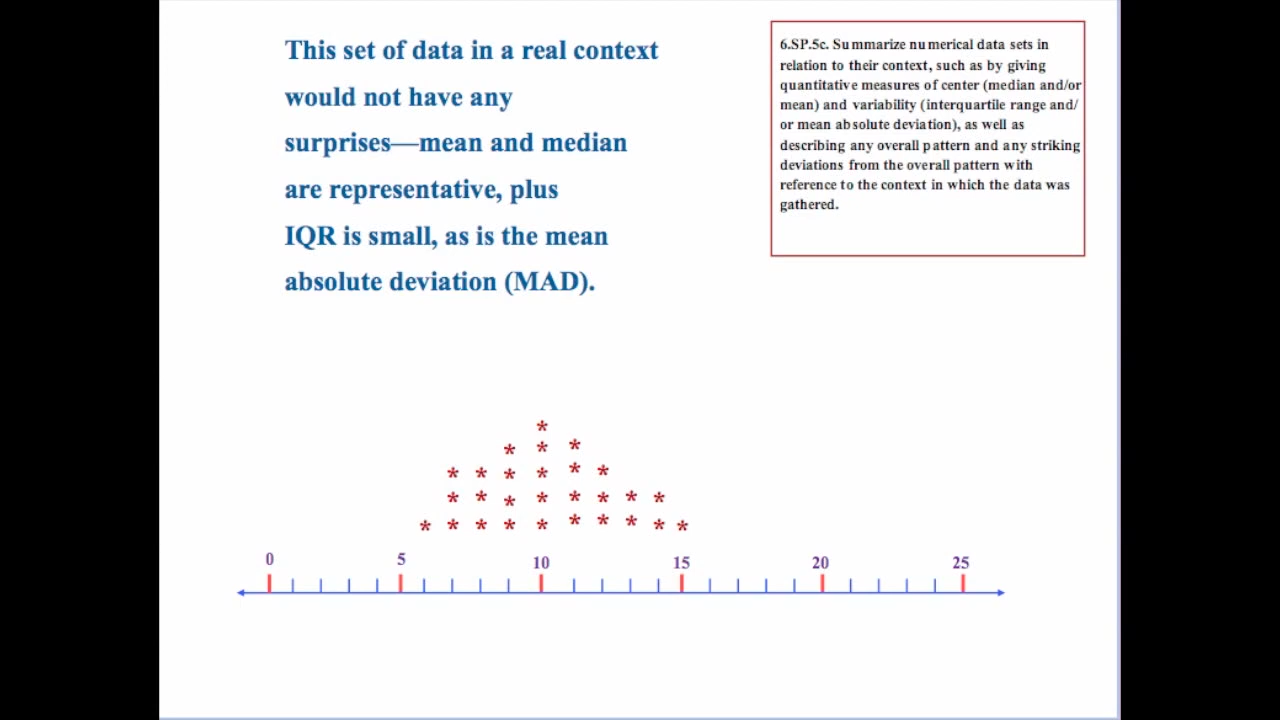 This set of data in a real context
would not have any
surprises—mean and median
are representative, plus
IQR is small, as is the mean
absolute deviation (MAD).
6.SP.5c. Summarize numerical data sets in
relation to their context, such as by giving
quantitative measures of center (median and/or
mean) and variability (interquartile range and/
or mean absolute deviation), as well as
describing any overall pattern and any striking
deviations from the overall pattern with
reference to the context in which the data was
gathered.
0 5 10 15 20 25